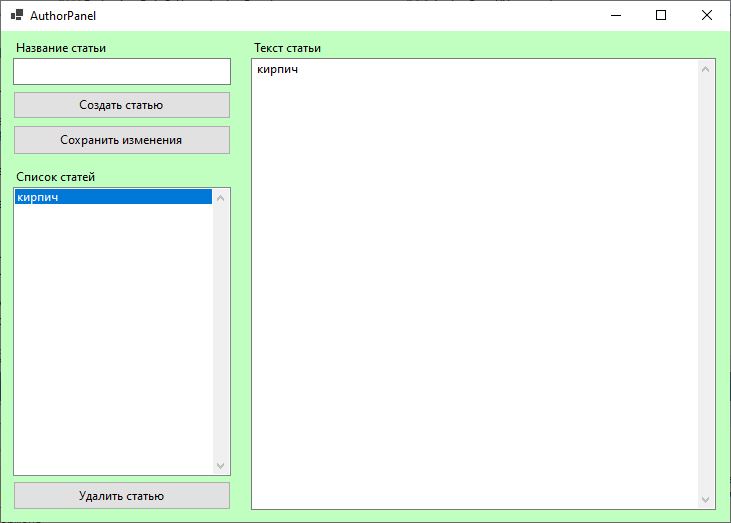 AuthorPanel
Название статьи
Создать статью
Сохранить изменения
Список статей
кирпич
Удалить статью
Текст статьи
кирпич